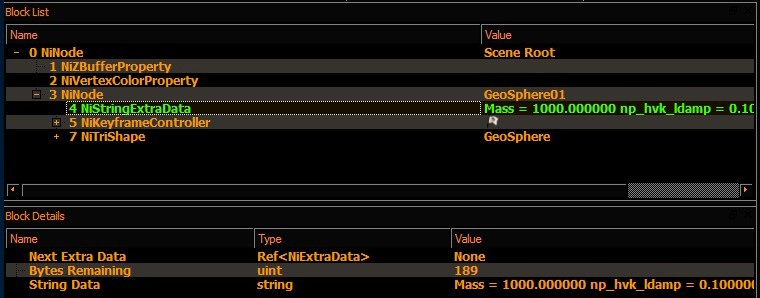 Block List
Name Value
- 0 NiNode Scene Root
1 NiZBufferProperty
2 NiVertexColorProperty
3 NiNode GeoSphere01
4 NiStringExtraData Mass = 1000.000000 np_hvk_ldamp = 0.10
5 NiKeyframeController
+ 7 NiTriShape GeoSphere
Block Details
Name Type Value
Next Extra Data Ref<NiExtraData> None
Bytes Remaining uint 189
String Data string Mass = 1000.000000 np_hvk_ldamp = 0.100000